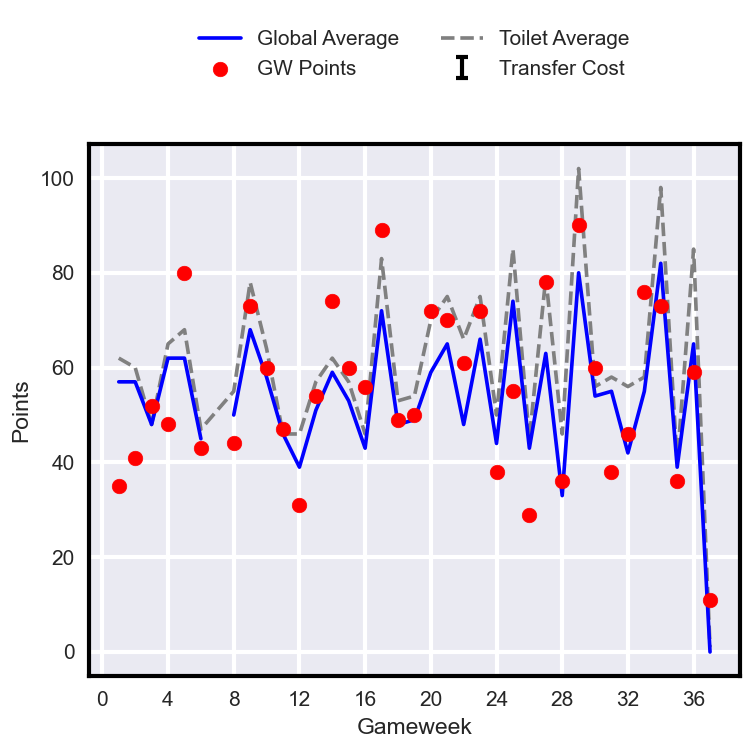 Global Average
Toilet Average
GW Points
Transfer Cost
100
80
60
40
20
0
Points
0 4 8 12 16 20 24 28 32 36
Gameweek